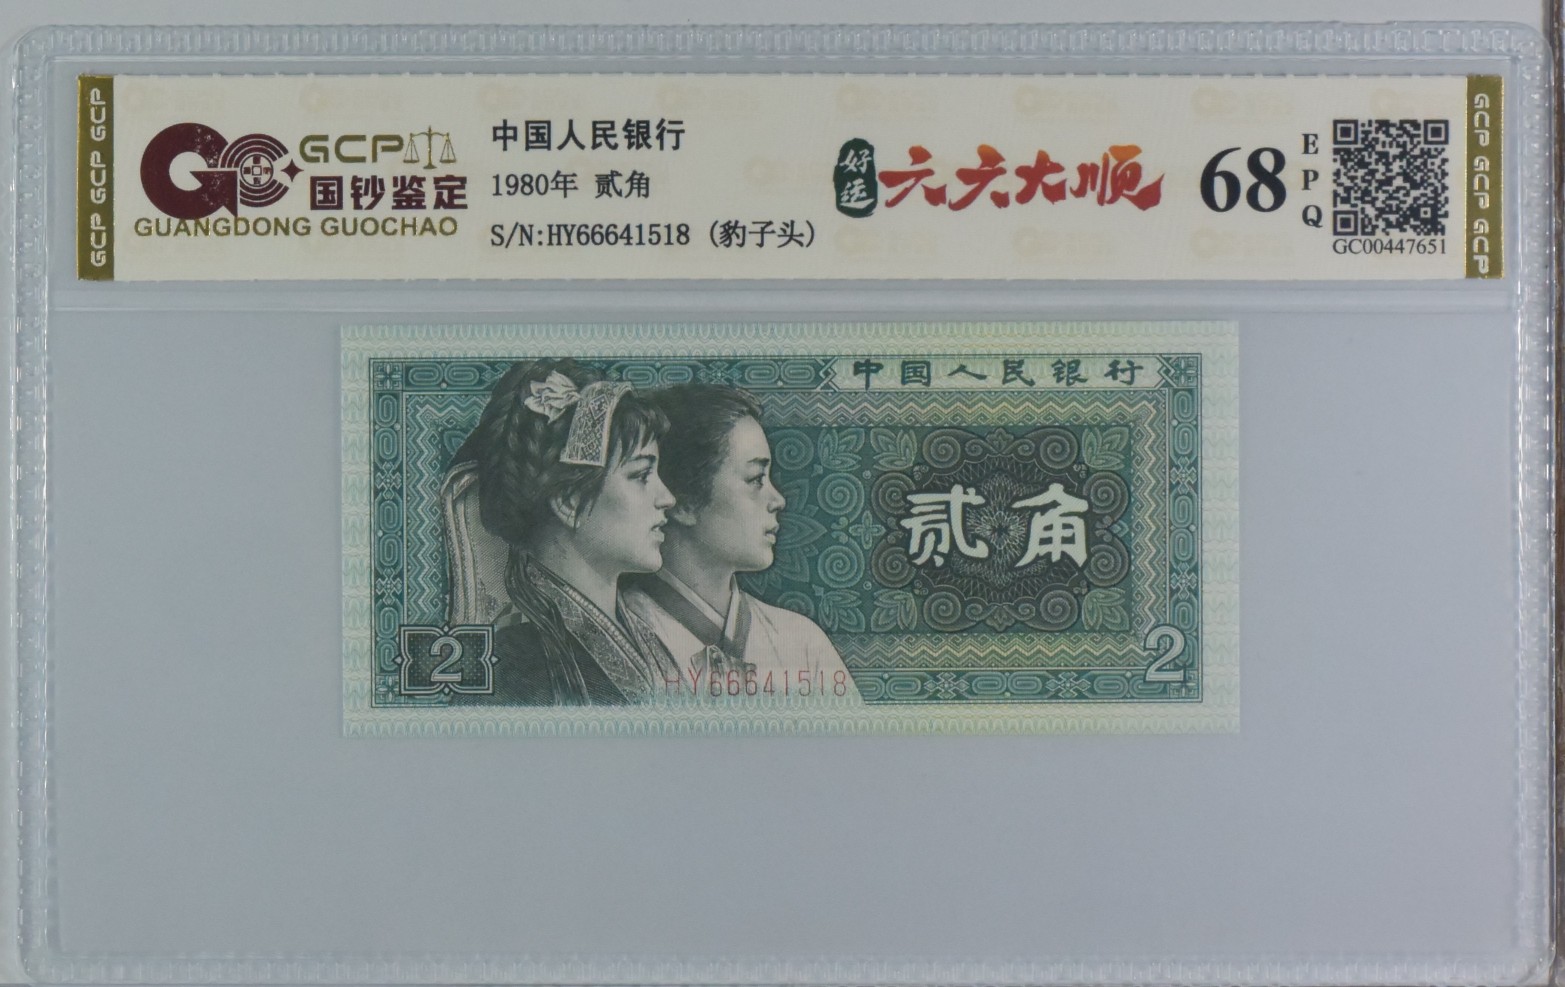 GCP GCP GCP
GCP
国钞鉴定
GUANGDONG GUOCHAO
中国人民银行
1980年 贰角
S/N:HY66641518 (豹子头)
好运
六六大顺
68
EPQ
GC00447651
GCP GCP GCP
中国人民银行
贰角
2
2
HY66641518